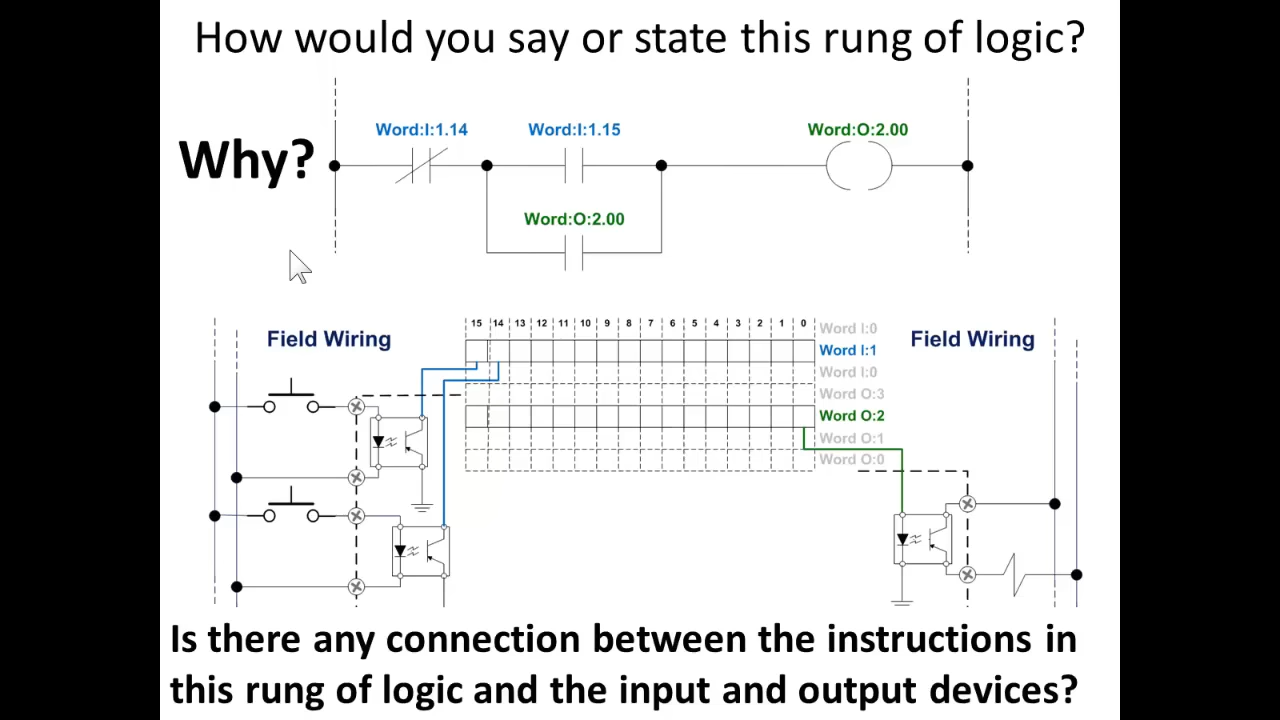 How would you say or state this rung of logic?
Word:I:1.14
Word:I:1.15
Word:O:2.00
Why?
Word:O:2.00
Field Wiring
15 14 13 12 11 10 9 8 7 6 5 4 3 2 1 0
Word I:0
Word I:1
Word I:0
Word O:3
Word O:2
Word O:1
Word O:0
Field Wiring
Is there any connection between the instructions in
this rung of logic and the input and output devices?